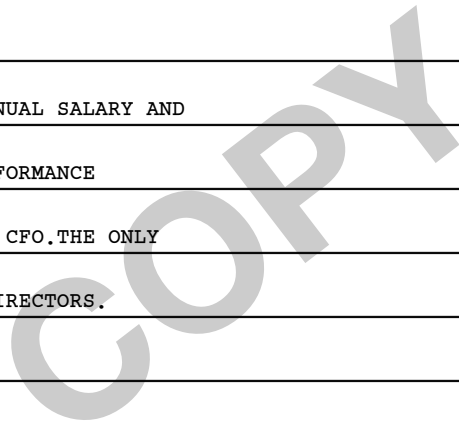 NUAL SALARY AND
FORMANCE
CFO.THE ONLY
IRECTORS.
COPY